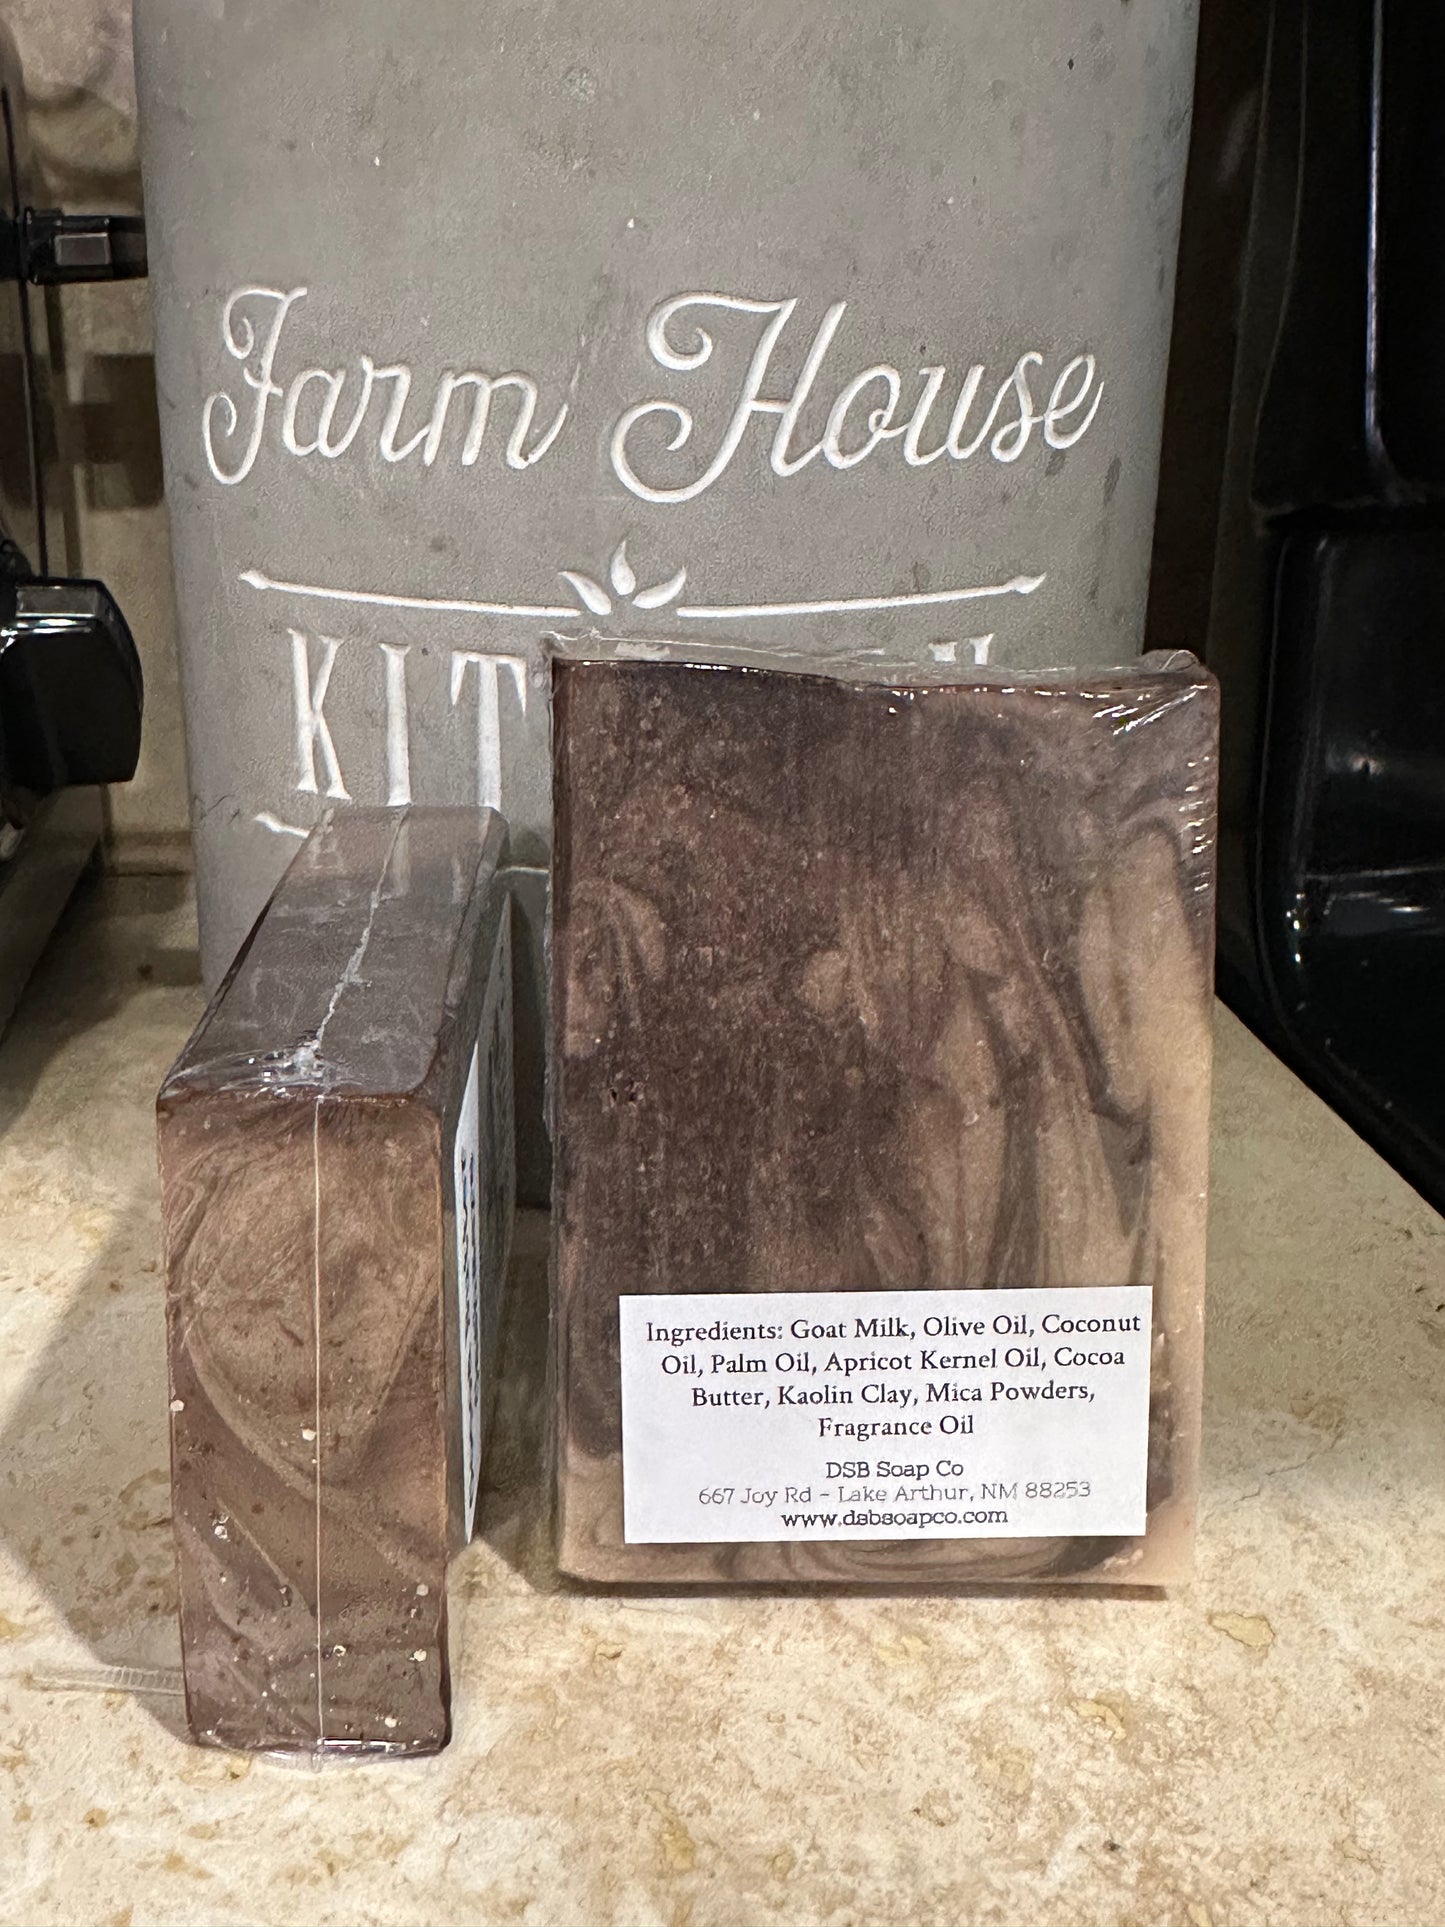 Farm House
KIT
Ingredients: Goat Milk, Olive Oil, Coconut
Oil, Palm Oil, Apricot Kernel Oil, Cocoa
Butter, Kaolin Clay, Mica Powders,
Fragrance Oil
DSB Soap Co
667 Joy Rd - Lake Arthur, NM 88253
www.dsbsoapco.com